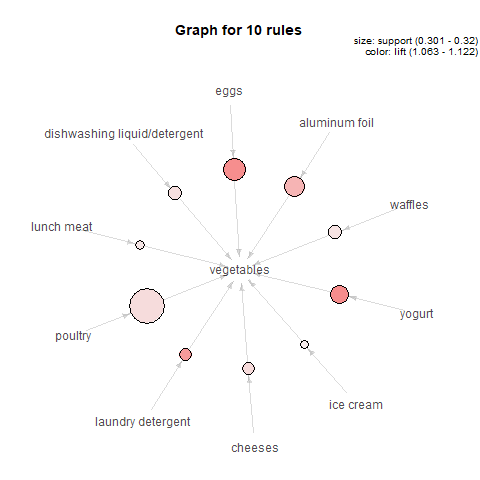 Graph for 10 rules
size: support (0.301 - 0.32)
color: lift (1.063 - 1.122)
eggs
aluminum foil
dishwashing liquid/detergent
waffles
lunch meat
vegetables
yogurt
poultry
ice cream
laundry detergent
cheeses